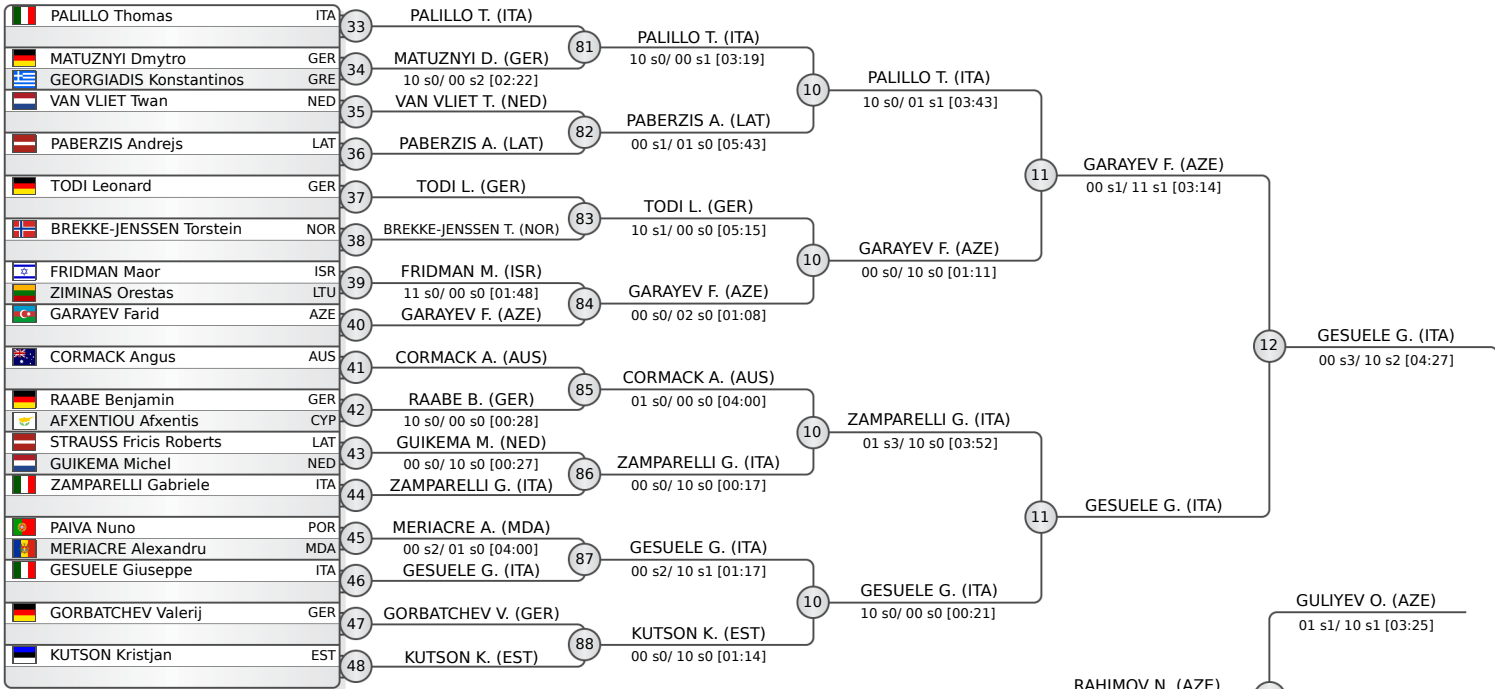 PALILLO Thomas ITA
MATUZNYI Dmytro GER
GEORGIADIS Konstantinos GRE
VAN VLIET Twan NED
PABERZIS Andrejs LAT
TODI Leonard GER
BREKKE-JENSSEN Torstein NOR
FRIDMAN Maor ISR
ZIMINAS Orestas LTU
GARAYEV Farid AZE
CORMACK Angus AUS
RAABE Benjamin GER
AFXENTIOU Afxentis CYP
STRAUSS Fricis Roberts LAT
GUIKEMA Michel NED
ZAMPARELLI Gabriele ITA
PAIVA Nuno POR
MERIACRE Alexandru MDA
GESUELE Giuseppe ITA
GORBATCHEV Valerij GER
KUTSON Kristjan EST
33
34
35
36
37
38
39
40
41
42
43
44
45
46
47
48
PALILLO T. (ITA)
MATUZNYI D. (GER)
10 s0/ 00 s2 [02:22]
VAN VLIET T. (NED)
PABERZIS A. (LAT)
TODI L. (GER)
BREKKE-JENSSEN T. (NOR)
FRIDMAN M. (ISR)
11 s0/ 00 s0 [01:48]
GARAYEV F. (AZE)
CORMACK A. (AUS)
RAABE B. (GER)
10 s0/ 00 s0 [00:28]
GUIKEMA M. (NED)
00 s0/ 10 s0 [00:27]
ZAMPARELLI G. (ITA)
MERIACRE A. (MDA)
00 s2/ 01 s0 [04:00]
GESUELE G. (ITA)
GORBATCHEV V. (GER)
KUTSON K. (EST)
81
82
83
84
85
86
87
88
PALILLO T. (ITA)
10 s0/ 00 s1 [03:19]
PABERZIS A. (LAT)
00 s1/ 01 s0 [05:43]
TODI L. (GER)
10 s1/ 00 s0 [05:15]
GARAYEV F. (AZE)
00 s0/ 02 s0 [01:08]
CORMACK A. (AUS)
01 s0/ 00 s0 [04:00]
ZAMPARELLI G. (ITA)
00 s0/ 10 s0 [00:17]
GESUELE G. (ITA)
00 s2/ 10 s1 [01:17]
KUTSON K. (EST)
00 s0/ 10 s0 [01:14]
10
10
10
10
PALILLO T. (ITA)
10 s0/ 01 s1 [03:43]
GARAYEV F. (AZE)
00 s0/ 10 s0 [01:11]
ZAMPARELLI G. (ITA)
01 s3/ 10 s0 [03:52]
GESUELE G. (ITA)
10 s0/ 00 s0 [00:21]
11
11
GARAYEV F. (AZE)
00 s1/ 11 s1 [03:14]
GESUELE G. (ITA)
12
GESUELE G. (ITA)
00 s3/ 10 s2 [04:27]
GULIYEV O. (AZE)
01 s1/ 10 s1 [03:25]
RAHIMOV N. (AZE)